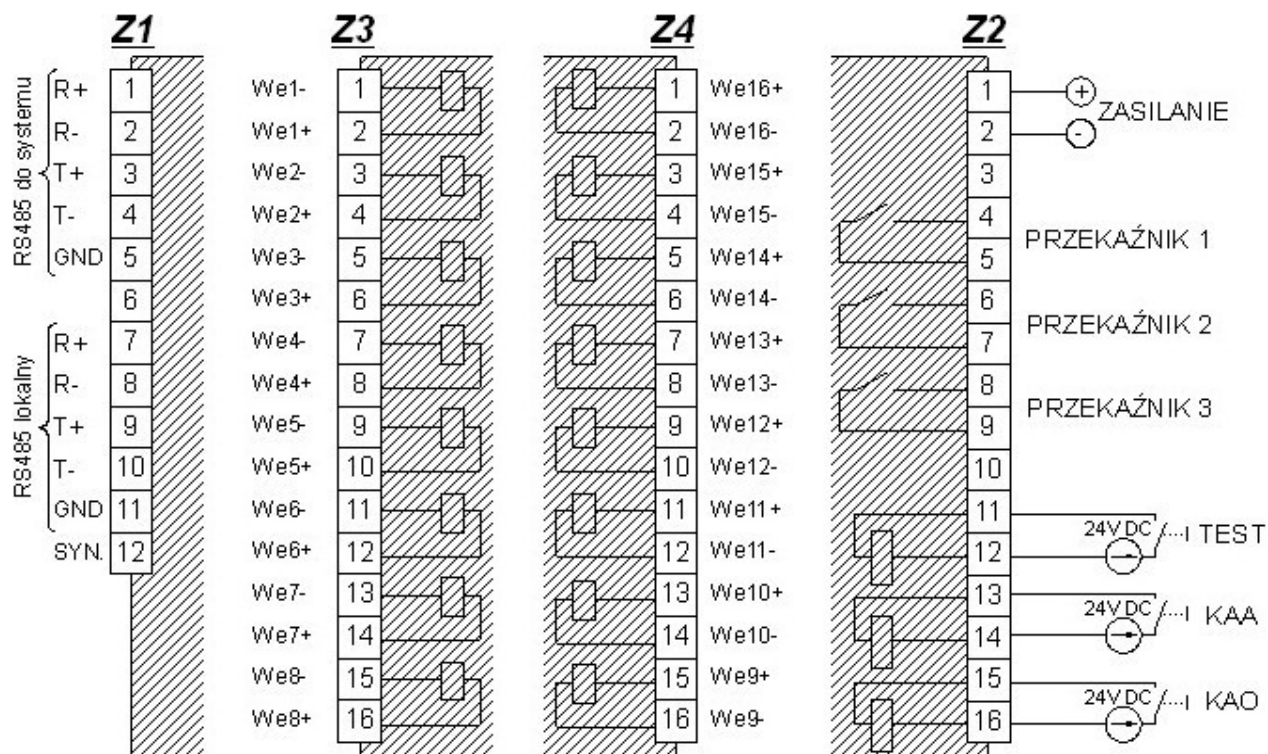 Z1 Z3 Z4 Z2
RS485 do systemu
R+ 1
R- 2
T+ 3
T- 4
GND 5
6
RS485 lokalny
R+ 7
R- 8
T+ 9
T- 10
GND 11
SYN. 12
We1- 1
We1+ 2
We2- 3
We2+ 4
We3- 5
We3+ 6
We4- 7
We4+ 8
We5- 9
We5+ 10
We6- 11
We6+ 12
We7- 13
We7+ 14
We8- 15
We8+ 16
1 We16+
2 We16-
3 We15+
4 We15-
5 We14+
6 We14-
7 We13+
8 We13-
9 We12+
10 We12-
11 We11+
12 We11-
13 We10+
14 We10-
15 We9+
16 We9-
1 +
ZASILANIE
2 -
3
4
PRZEKAŹNIK 1
5
6
PRZEKAŹNIK 2
7
8
PRZEKAŹNIK 3
9
10
11
24V DC TEST
12
13
24V DC KAA
14
15
24V DC KAO
16